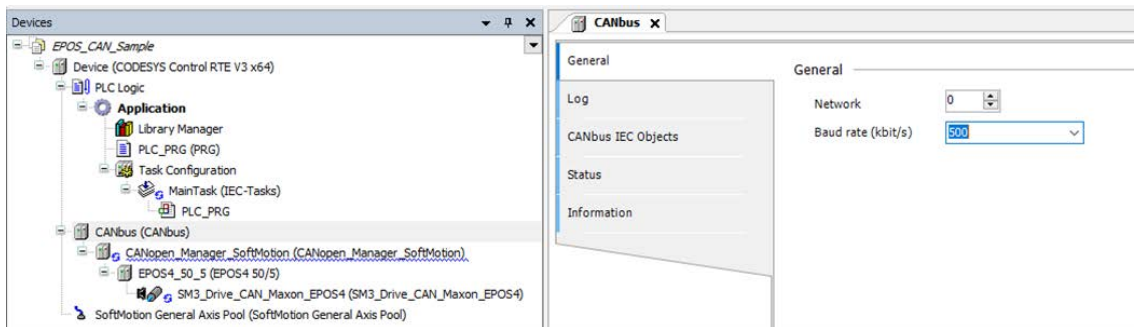 Devices
EPOS_CAN_Sample
Device (CODESYS Control RTE V3 x64)
PLC Logic
Application
Library Manager
PLC_PRG (PRG)
Task Configuration
MainTask (IEC-Tasks)
PLC_PRG
CANbus (CANbus)
CANopen_Manager_SoftMotion (CANopen_Manager_SoftMotion)
EPOS4_50_5 (EPOS4 50/5)
SM3_Drive_CAN_Maxon_EPOS4 (SM3_Drive_CAN_Maxon_EPOS4)
SoftMotion General Axis Pool (SoftMotion General Axis Pool)
CANbus X
General
Log
CANbus IEC Objects
Status
Information
General
Network 0
Baud rate (kbit/s) 500